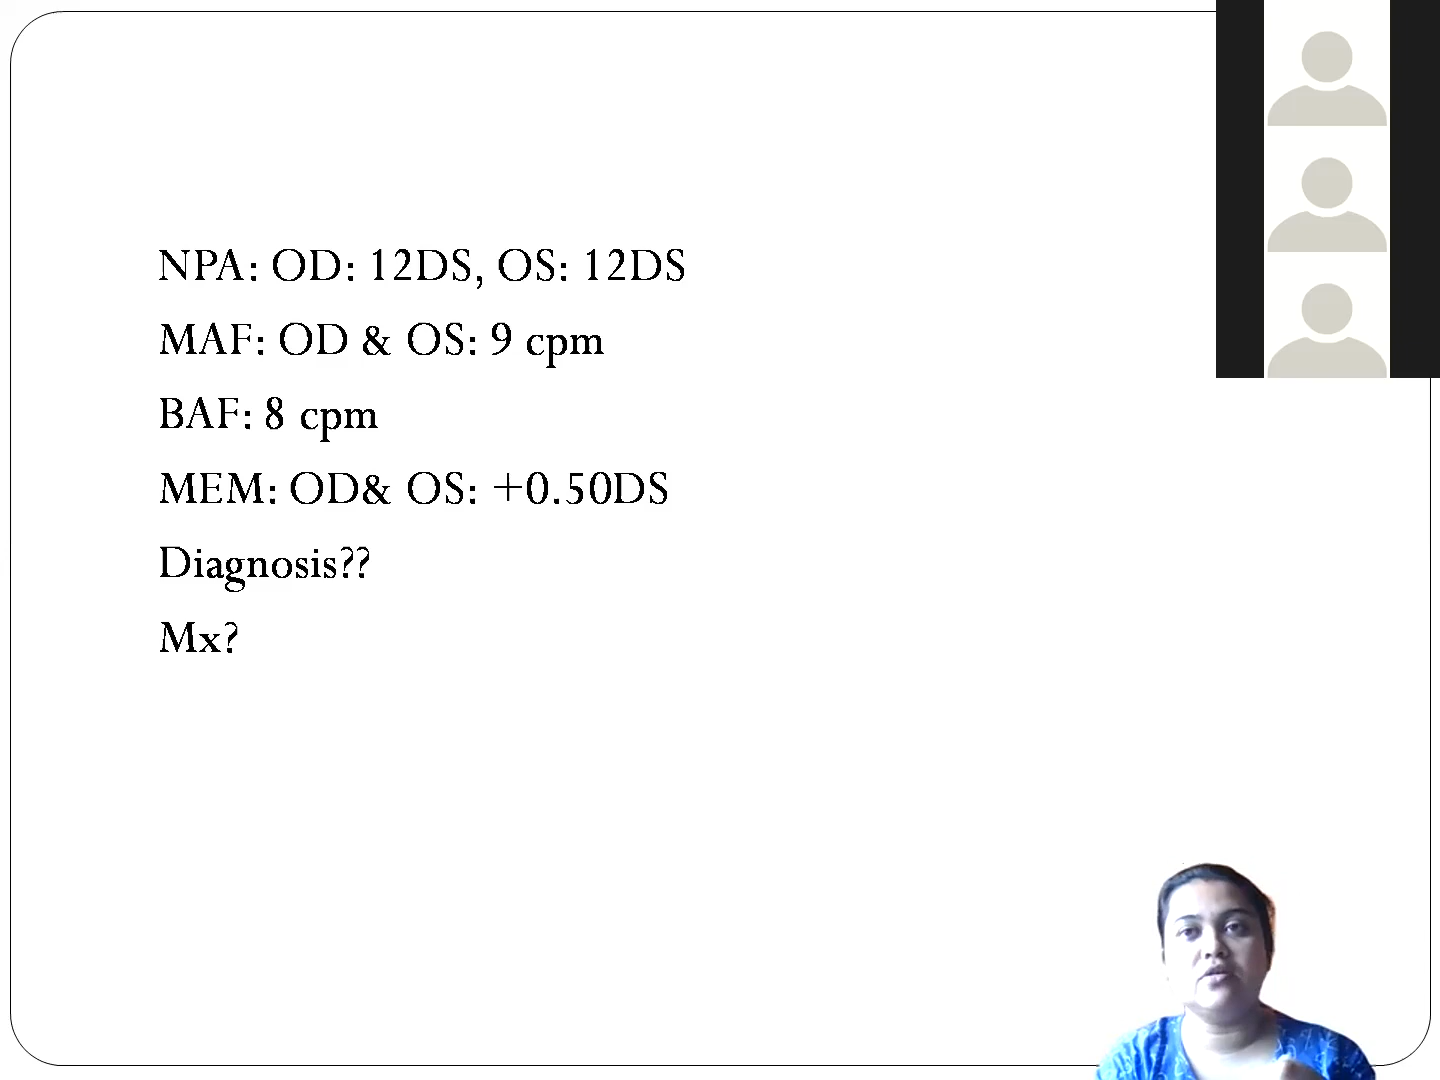 NPA: OD: 12DS, OS: 12DS
MAF: OD & OS: 9 cpm
BAF: 8 cpm
MEM: OD& OS: +0.50DS
Diagnosis??
Mx?